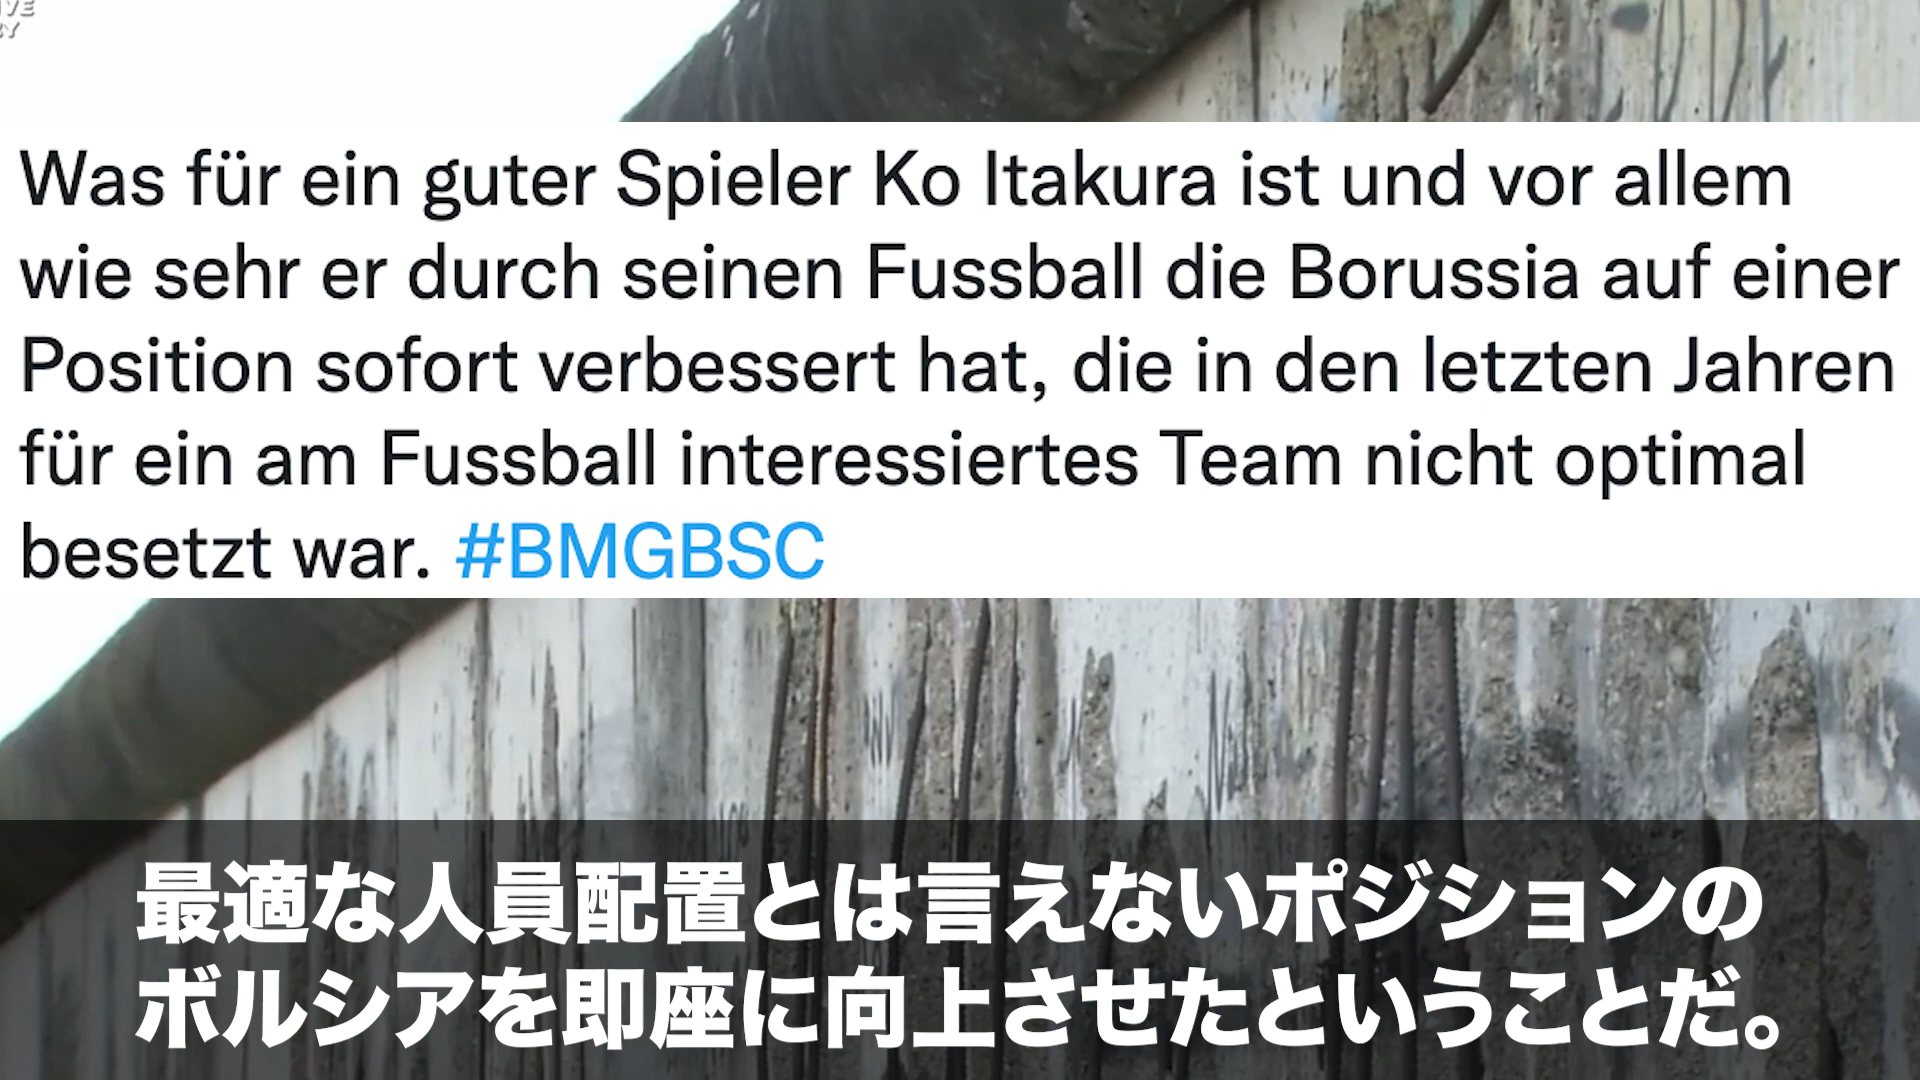 Was für ein guter Spieler Ko Itakura ist und vor allem
wie sehr er durch seinen Fussball die Borussia auf einer
Position sofort verbessert hat, die in den letzten Jahren
für ein am Fussball interessiertes Team nicht optimal
besetzt war. #BMGBSC
最適な人員配置とは言えないポジションの
ボルシアを即座に向上させたということだ。